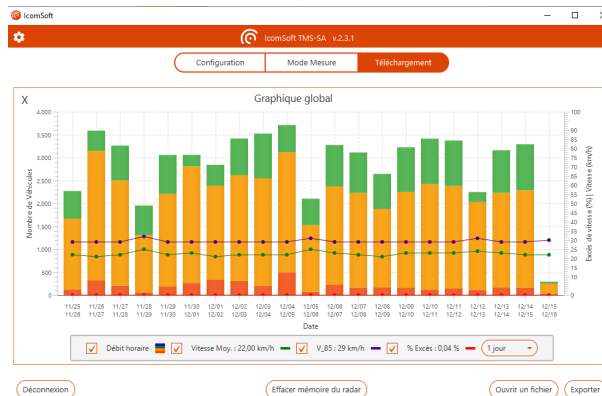 IcomSoft
IcomSoft TMS-SA v.2.3.1
Configuration Mode Mesure Téléchargement
X Graphique global
4.000 100
3.500 90
85
3.000 80
75
70
2.500 65
60
2.000 55
50
45
1.500 40
35
1.000 30
25
20
500 15
10
0 0
Nombre de Véhicules
Excès de vitesse (%) | Vitesse (km/h)
11/25 11/26 11/27 11/28 11/29 11/30 12/01 12/02 12/03 12/04 12/05 12/06 12/07 12/08 12/09 12/10 12/11 12/12 12/13 12/14 12/15
11/26 11/27 11/28 11/29 11/30 12/01 12/02 12/03 12/04 12/05 12/06 12/07 12/08 12/09 12/10 12/11 12/12 12/13 12/14 12/15 12/16
Date
Débit horaire Vitesse Moy. : 22,00 km/h V_85 : 29 km/h % Excès : 0,04 % 1 jour
Déconnexion Effacer mémoire du radar Ouvrir un fichier Exporter